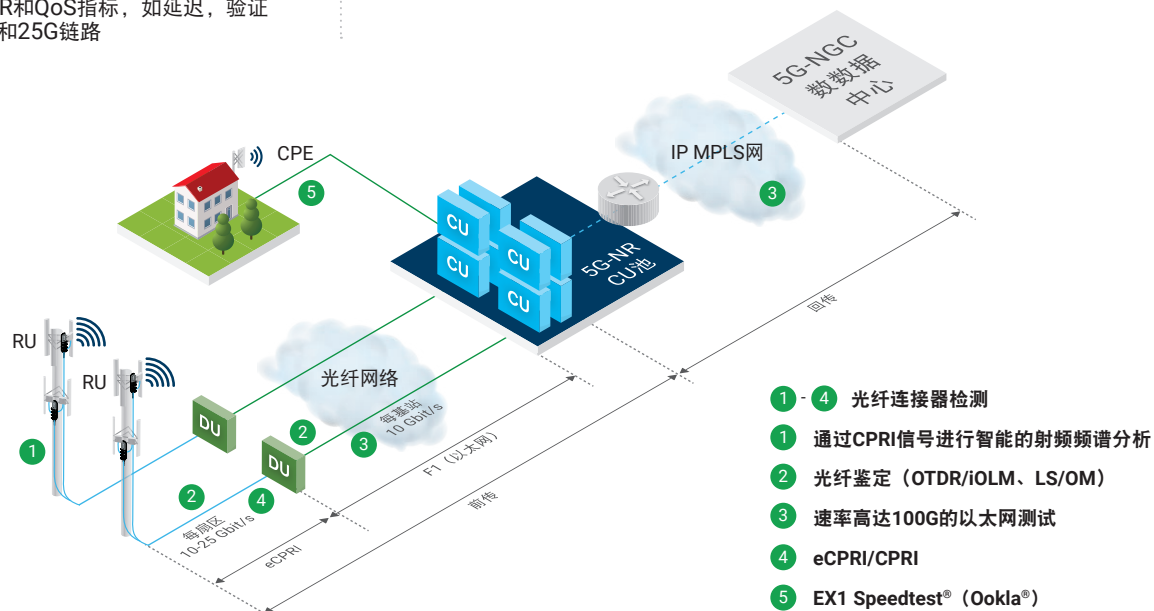 R和QoS指标，如延迟，验证
和25G链路
5G-NGC
数数据
中心
IP MPLS网
3
CPE
5
CU
CU
CU
CU
5G-NR
CU池
回传
RU
RU
光纤网络
每基站
10 Gbit/s
DU
DU
2
3
1
2
4
F1（以太网）
前传
每扇区
10-25 Gbit/s
eCPRI
1 - 4 光纤连接器检测
1 通过CPRI信号进行智能的射频频谱分析
2 光纤鉴定（OTDR/iOLM、LS/OM）
3 速率高达100G的以太网测试
4 eCPRI/CPRI
5 EX1 Speedtest®（Ookla®）